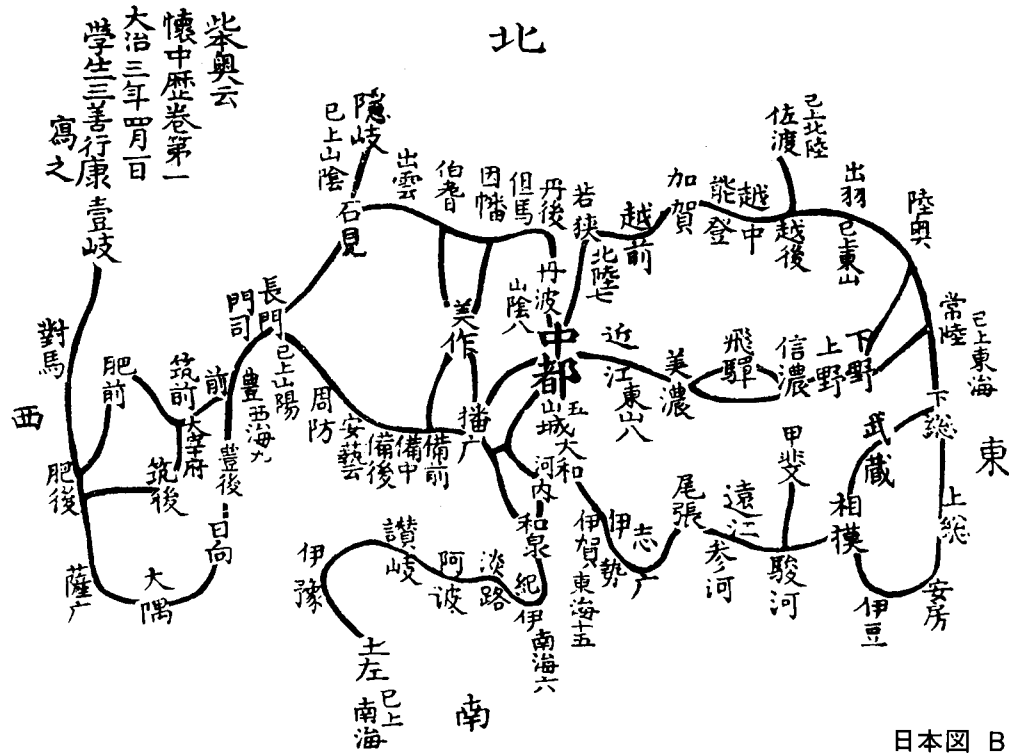 此本奥云
懐中歴巻第一
大治三年四月一日
學生三善行康
寫之
北
西
東
南
中都
山城
五
大和
河内
和泉
紀伊
南海六
淡路
阿波
讃岐
伊豫
土左
已上
南海
伊賀
東海十五
伊勢
志广
尾張
参河
遠江
駿河
甲斐
伊豆
相摸
武蔵
安房
上総
下総
常陸
已上東海
近江
東山八
美濃
飛驒
信濃
上野
下野
陸奥
出羽
已上東山
若狭
北陸七
越前
加賀
能登
越中
越後
佐渡
已上北陸
丹波
山陰八
丹後
但馬
因幡
伯耆
出雲
石見
隱岐
已上山陰
播广
美作
備前
備中
備後
安藝
周防
長門
已上山陽
門司
豊前
西海九
豊後
日向
大隅
薩广
筑前
大宰府
筑後
肥前
肥後
對馬
壹岐
日本図 B